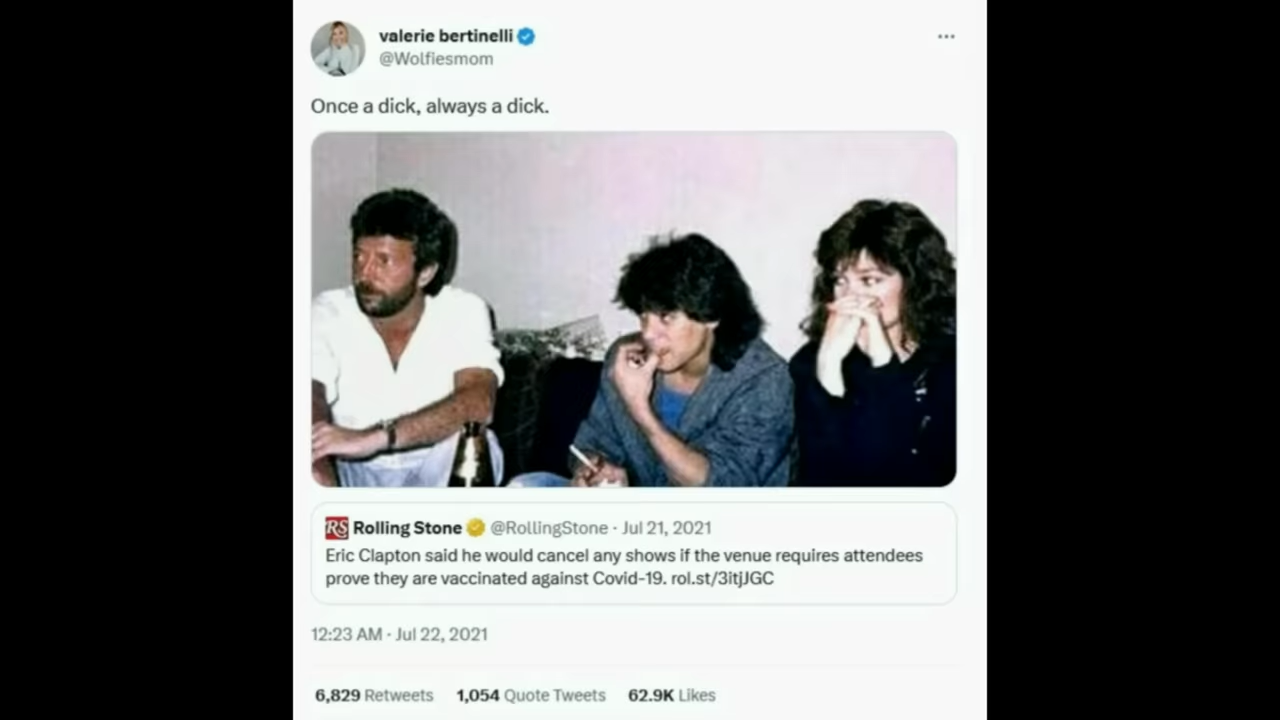 valerie bertinelli
@Wolfiesmom
Once a dick, always a dick.
RS Rolling Stone @RollingStone · Jul 21, 2021
Eric Clapton said he would cancel any shows if the venue requires attendees
prove they are vaccinated against Covid-19. rol.st/3itjJGC
12:23 AM · Jul 22, 2021
6,829 Retweets 1,054 Quote Tweets 62.9K Likes